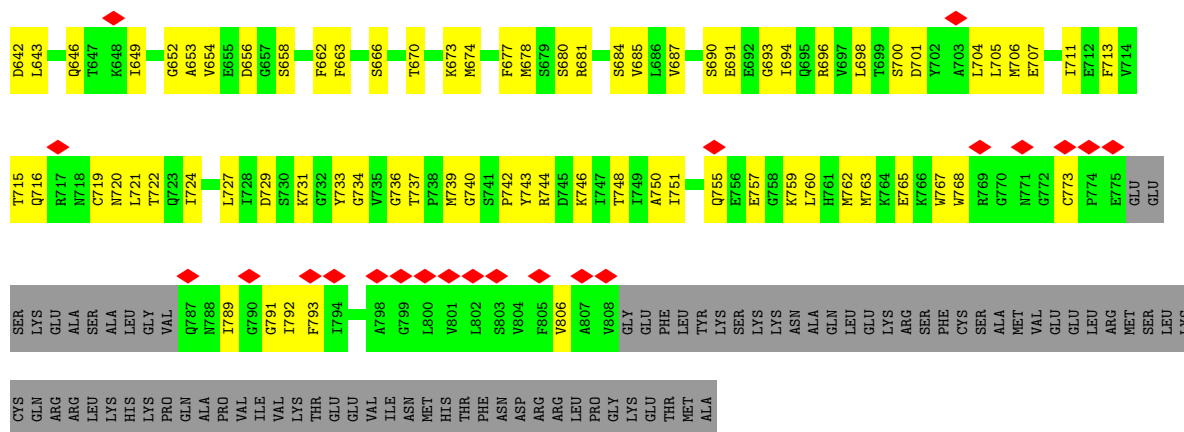 D642 L643 Q646 T647 K648 I649 G652 A653 V654 E655 D656 G657 S658 F662 F663 S666 T670 K673 M674 F677 M678 S679 S680 R681 S684 V685 L686 V687 S690 E691 E692 G693 I694 Q695 R696 V697 L698 T699 S700 D701 Y702 A703 L704 L705 M706 E707 I711 E712 F713 V714
T715 Q716 R717 N718 C719 N720 L721 T722 Q723 I724 L727 I728 D729 S730 K731 G732 Y733 G734 V735 G736 T737 P738 M739 G740 S741 P742 Y743 R744 D745 K746 I747 T748 I749 A750 I751 Q755 E756 E757 G758 K759 L760 H761 M762 M763 K764 E765 K766 W767 W768 R769 G770 N771 G772 C773 P774 E775 GLU GLU
SER LYS GLU ALA SER ALA LEU GLY VAL Q787 N788 I789 G790 G791 I792 F793 I794 A798 G799 L800 V801 L802 S803 V804 F805 V806 A807 V808 GLY GLU PHE LEU TYR LYS SER LYS LYS ASN ALA GLN LEU GLU LYS ARG SER PHE CYS SER ALA MET VAL GLU GLU LEU ARG MET SER LEU LYS
CYS GLN ARG ARG LEU LYS HIS LYS PRO GLN ALA PRO VAL ILE VAL LYS THR GLU GLU VAL ILE ASN MET HIS THR PHE ASN ASP ARG ARG LEU PRO GLY LYS GLU THR MET ALA